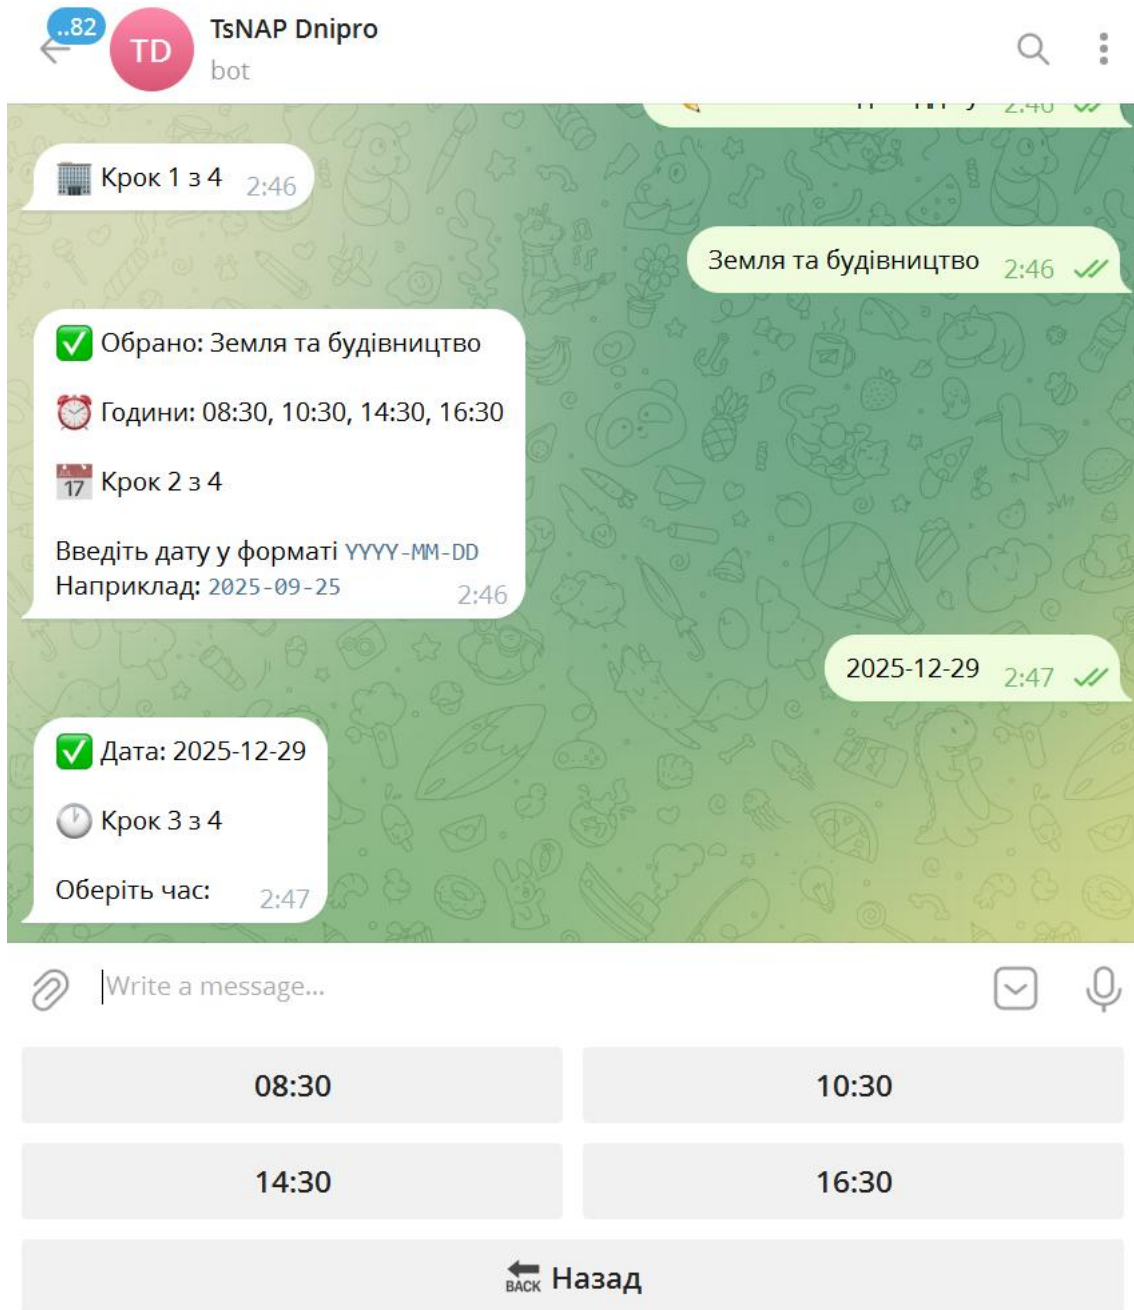 ..82
TD
TsNAP Dnipro
bot
2:46
Крок 1 з 4 2:46
Земля та будівництво 2:46
✅ Обрано: Земля та будівництво
⏰ Години: 08:30, 10:30, 14:30, 16:30
17 Крок 2 з 4
Введіть дату у форматі YYYY-MM-DD
Наприклад: 2025-09-25 2:46
2025-12-29 2:47
✅ Дата: 2025-12-29
Крок 3 з 4
Оберіть час: 2:47
Write a message...
08:30 10:30
14:30 16:30
BACK Назад